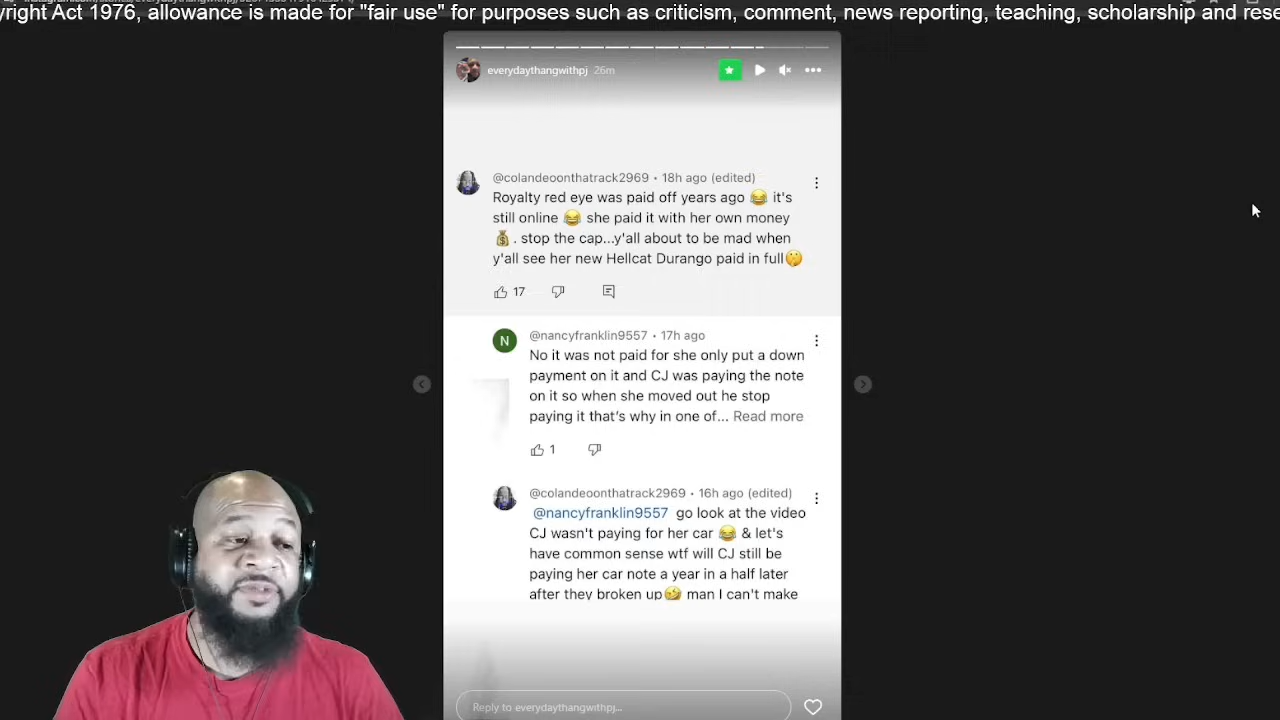 yright Act 1976, allowance is made for "fair use" for purposes such as criticism, comment, news reporting, teaching, scholarship and rese
everydaythangwithpj 26m
@colandeoonthatrack2969 • 18h ago (edited)
Royalty red eye was paid off years ago 😂 it's
still online 😂 she paid it with her own money
💰. stop the cap...y'all about to be mad when
y'all see her new Hellcat Durango paid in full🤫
17
N
@nancyfranklin9557 • 17h ago
No it was not paid for she only put a down
payment on it and CJ was paying the note
on it so when she moved out he stop
paying it that's why in one of... Read more
1
@colandeoonthatrack2969 • 16h ago (edited)
@nancyfranklin9557 go look at the video
CJ wasn't paying for her car 😂 & let's
have common sense wtf will CJ still be
paying her car note a year in a half later
after they broken up🤣 man I can't make
Reply to everydaythangwithpj...